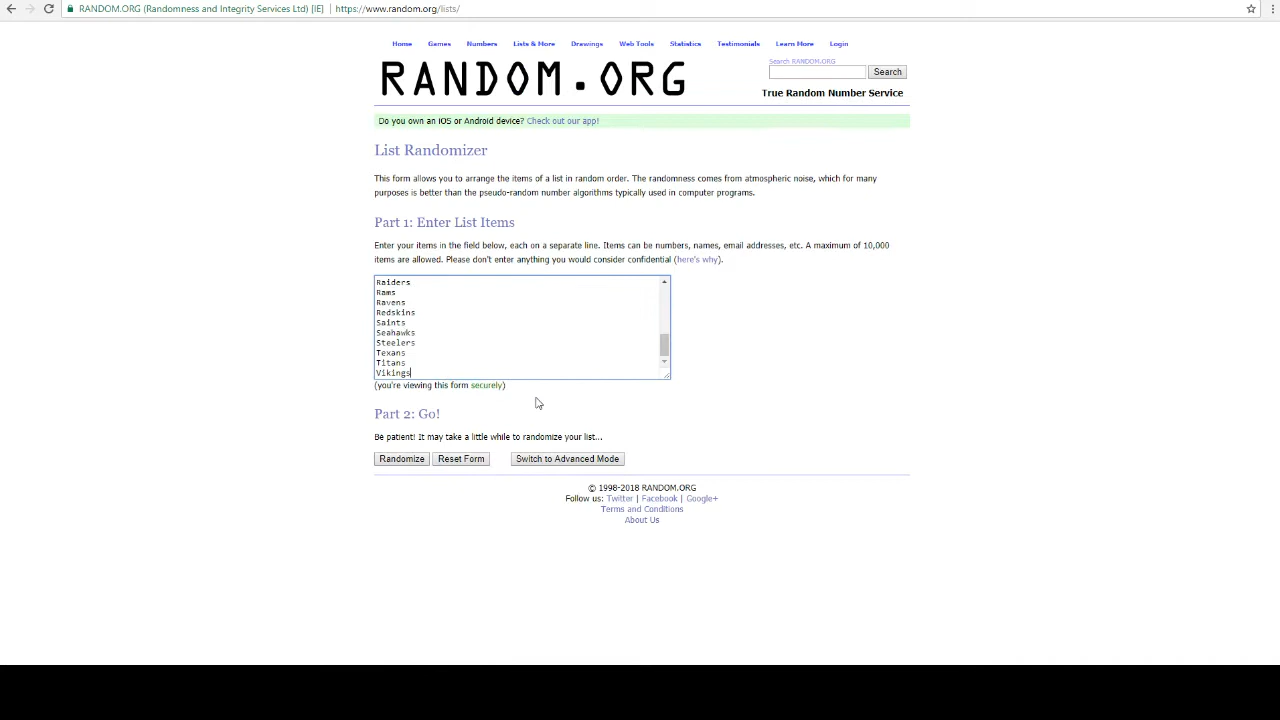 RANDOM.ORG (Randomness and Integrity Services Ltd) [IE] | https://www.random.org/lists/
Home Games Numbers Lists & More Drawings Web Tools Statistics Testimonials Learn More Login
RANDOM.ORG
Search RANDOM.ORG
Search
True Random Number Service
Do you own an iOS or Android device? Check out our app!
List Randomizer
This form allows you to arrange the items of a list in random order. The randomness comes from atmospheric noise, which for many
purposes is better than the pseudo-random number algorithms typically used in computer programs.
Part 1: Enter List Items
Enter your items in the field below, each on a separate line. Items can be numbers, names, email addresses, etc. A maximum of 10,000
items are allowed. Please don't enter anything you would consider confidential (here's why).
Raiders
Rams
Ravens
Redskins
Saints
Seahawks
Steelers
Texans
Titans
Vikings
(you're viewing this form securely)
Part 2: Go!
Be patient! It may take a little while to randomize your list...
Randomize Reset Form Switch to Advanced Mode
© 1998-2018 RANDOM.ORG
Follow us: Twitter | Facebook | Google+
Terms and Conditions
About Us